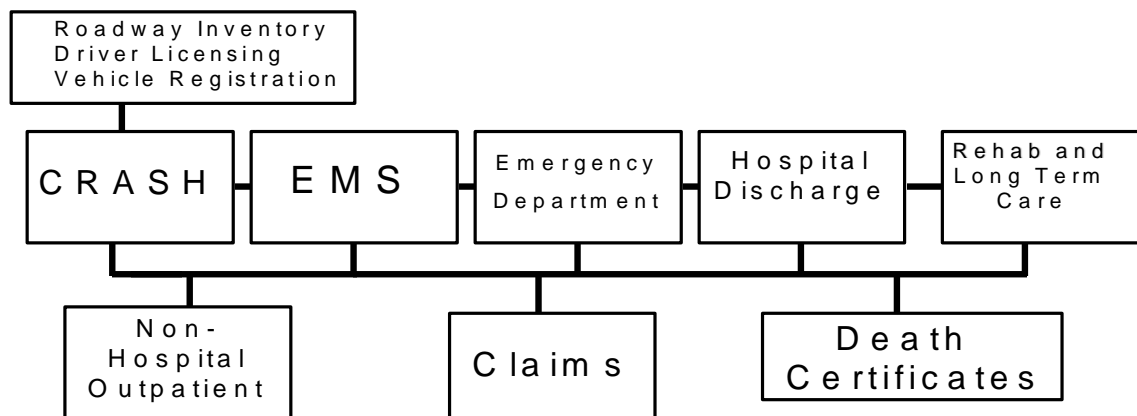 Roadway Inventory
Driver Licensing
Vehicle Registration
CRASH
EMS
Emergency
Department
Hospital
Discharge
Rehab and
Long Term
Care
Non-
Hospital
Outpatient
Claims
Death
Certificates